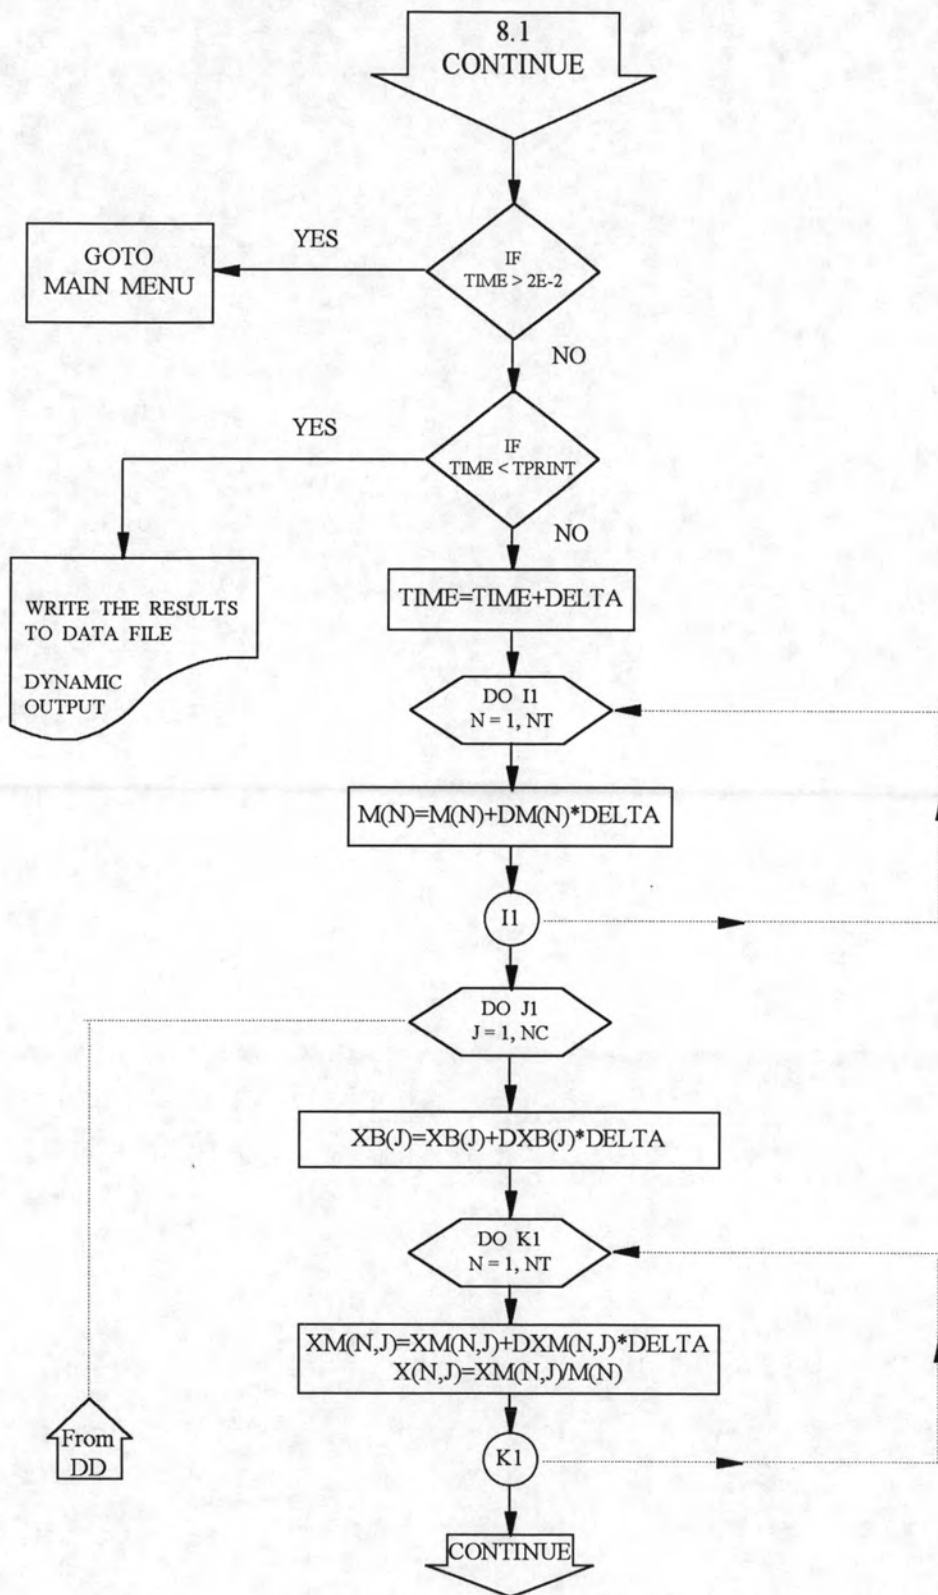 8.1
CONTINUE
IF
TIME > 2E-2
YES
GOTO
MAIN MENU
NO
IF
TIME < TPRINT
YES
WRITE THE RESULTS
TO DATA FILE
DYNAMIC
OUTPUT
NO
TIME=TIME+DELTA
DO I1
N = 1, NT
M(N)=M(N)+DM(N)*DELTA
I1
DO J1
J = 1, NC
XB(J)=XB(J)+DXB(J)*DELTA
DO K1
N = 1, NT
XM(N,J)=XM(N,J)+DXM(N,J)*DELTA
X(N,J)=XM(N,J)/M(N)
From
DD
K1
CONTINUE